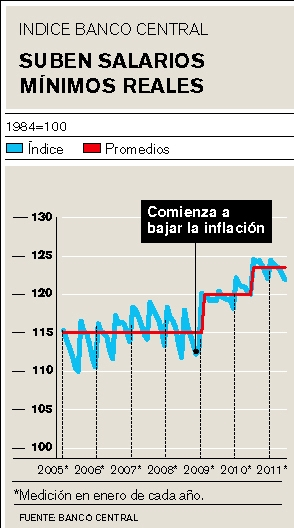 INDICE BANCO CENTRAL
SUBEN SALARIOS
MÍNIMOS REALES
1984=100
Índice Promedios
Comienza a
bajar la inflación
130
125
120
115
110
105
100
2005* 2006* 2007* 2008* 2009* 2010* 2011*
*Medición en enero de cada año.
FUENTE: BANCO CENTRAL